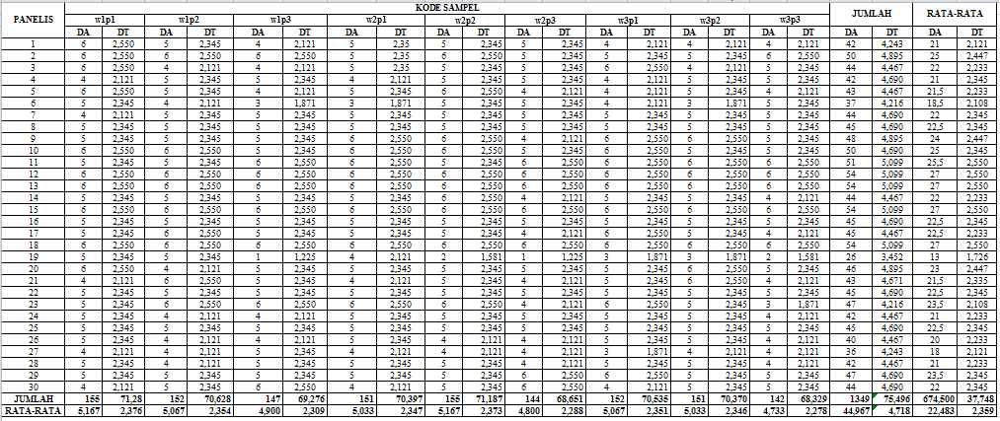 PANELIS KODE SAMPEL JUMLAH RATA-RATA
w1p1 w1p2 w1p3 w2p1 w2p2 w2p3 w3p1 w3p2 w3p3
DA DT DA DT DA DT DA DT DA DT DA DT DA DT DA DT DA DT DA DT DA DT
1 6 2,550 5 2,345 4 2,121 5 2,35 5 2,345 5 2,345 4 2,121 4 2,121 4 2,121 42 4,243 21 2,121
2 6 2,550 6 2,550 6 2,550 5 2,35 6 2,550 5 2,345 5 2,345 5 2,345 6 2,550 50 4,895 25 2,447
3 6 2,550 4 2,121 4 2,121 5 2,35 5 2,345 5 2,345 6 2,550 4 2,121 5 2,345 44 4,467 22 2,233
4 4 2,121 5 2,345 5 2,345 4 2,121 5 2,345 5 2,345 4 2,121 5 2,345 5 2,345 42 4,690 21 2,345
5 6 2,550 5 2,345 4 2,121 5 2,345 6 2,550 4 2,121 4 2,121 5 2,345 4 2,121 43 4,467 21,5 2,233
6 5 2,345 4 2,121 3 1,871 3 1,871 5 2,345 5 2,345 4 2,121 3 1,871 5 2,345 37 4,216 18,5 2,108
7 4 2,121 5 2,345 5 2,345 5 2,345 5 2,345 5 2,345 5 2,345 5 2,345 5 2,345 44 4,690 22 2,345
8 5 2,345 5 2,345 5 2,345 5 2,345 5 2,345 5 2,345 5 2,345 5 2,345 5 2,345 45 4,690 22,5 2,345
9 5 2,345 5 2,345 5 2,345 6 2,550 6 2,550 4 2,121 6 2,550 6 2,550 5 2,345 48 4,895 24 2,447
10 6 2,550 6 2,550 5 2,345 6 2,550 6 2,550 5 2,345 6 2,550 5 2,345 5 2,345 50 4,690 25 2,345
11 5 2,345 5 2,345 6 2,550 6 2,550 5 2,345 6 2,550 6 2,550 6 2,550 6 2,550 51 5,099 25,5 2,550
12 6 2,550 6 2,550 6 2,550 6 2,550 6 2,550 6 2,550 6 2,550 6 2,550 6 2,550 54 5,099 27 2,550
13 6 2,550 6 2,550 6 2,550 6 2,550 6 2,550 6 2,550 6 2,550 6 2,550 6 2,550 54 5,099 27 2,550
14 5 2,345 5 2,345 5 2,345 5 2,345 6 2,550 4 2,121 5 2,345 5 2,345 4 2,121 44 4,467 22 2,233
15 6 2,550 6 2,550 6 2,550 6 2,550 6 2,550 6 2,550 6 2,550 6 2,550 6 2,550 54 5,099 27 2,550
16 5 2,345 5 2,345 5 2,345 5 2,345 5 2,345 5 2,345 5 2,345 5 2,345 5 2,345 45 4,690 22,5 2,345
17 5 2,345 6 2,550 5 2,345 5 2,345 5 2,345 4 2,121 6 2,550 5 2,345 4 2,121 45 4,467 22,5 2,233
18 6 2,550 6 2,550 6 2,550 6 2,550 6 2,550 6 2,550 6 2,550 6 2,550 6 2,550 54 5,099 27 2,550
19 5 2,345 5 2,345 1 1,225 4 2,121 2 1,581 1 1,225 3 1,871 3 1,871 2 1,581 26 3,452 13 1,726
20 6 2,550 4 2,121 5 2,345 5 2,345 5 2,345 5 2,345 5 2,345 6 2,550 5 2,345 46 4,895 23 2,447
21 4 2,121 6 2,550 5 2,345 4 2,121 5 2,345 4 2,121 5 2,345 6 2,550 4 2,121 43 4,671 21,5 2,335
22 5 2,345 5 2,345 5 2,345 5 2,345 5 2,345 5 2,345 5 2,345 5 2,345 5 2,345 45 4,690 22,5 2,345
23 5 2,345 6 2,550 6 2,550 6 2,550 6 2,550 4 2,121 6 2,550 5 2,345 3 1,871 47 4,216 23,5 2,108
24 5 2,345 4 2,121 4 2,121 5 2,345 5 2,345 5 2,345 5 2,345 5 2,345 4 2,121 42 4,467 21 2,233
25 5 2,345 5 2,345 5 2,345 5 2,345 5 2,345 5 2,345 5 2,345 5 2,345 5 2,345 45 4,690 22,5 2,345
26 5 2,345 4 2,121 4 2,121 5 2,345 4 2,121 4 2,121 5 2,345 5 2,345 4 2,121 40 4,467 20 2,233
27 4 2,121 4 2,121 5 2,345 4 2,121 4 2,121 4 2,121 3 1,871 4 2,121 4 2,121 36 4,243 18 2,121
28 5 2,345 4 2,121 5 2,345 5 2,345 5 2,345 4 2,121 5 2,345 5 2,345 4 2,121 42 4,467 21 2,233
29 5 2,345 5 2,345 5 2,345 5 2,345 5 2,345 6 2,550 6 2,550 5 2,345 5 2,345 47 4,690 23,5 2,345
30 4 2,121 5 2,345 6 2,550 4 2,121 5 2,345 6 2,550 4 2,121 5 2,345 5 2,345 44 4,690 22 2,345
JUMLAH 155 71,28 152 70,628 147 69,276 151 70,397 155 71,187 144 68,651 152 70,535 151 70,370 142 68,329 1349 75,496 674,500 37,748
RATA-RATA 5,167 2,376 5,067 2,354 4,900 2,309 5,033 2,347 5,167 2,373 4,800 2,288 5,067 2,351 5,033 2,346 4,733 2,278 44,967 4,718 22,483 2,359